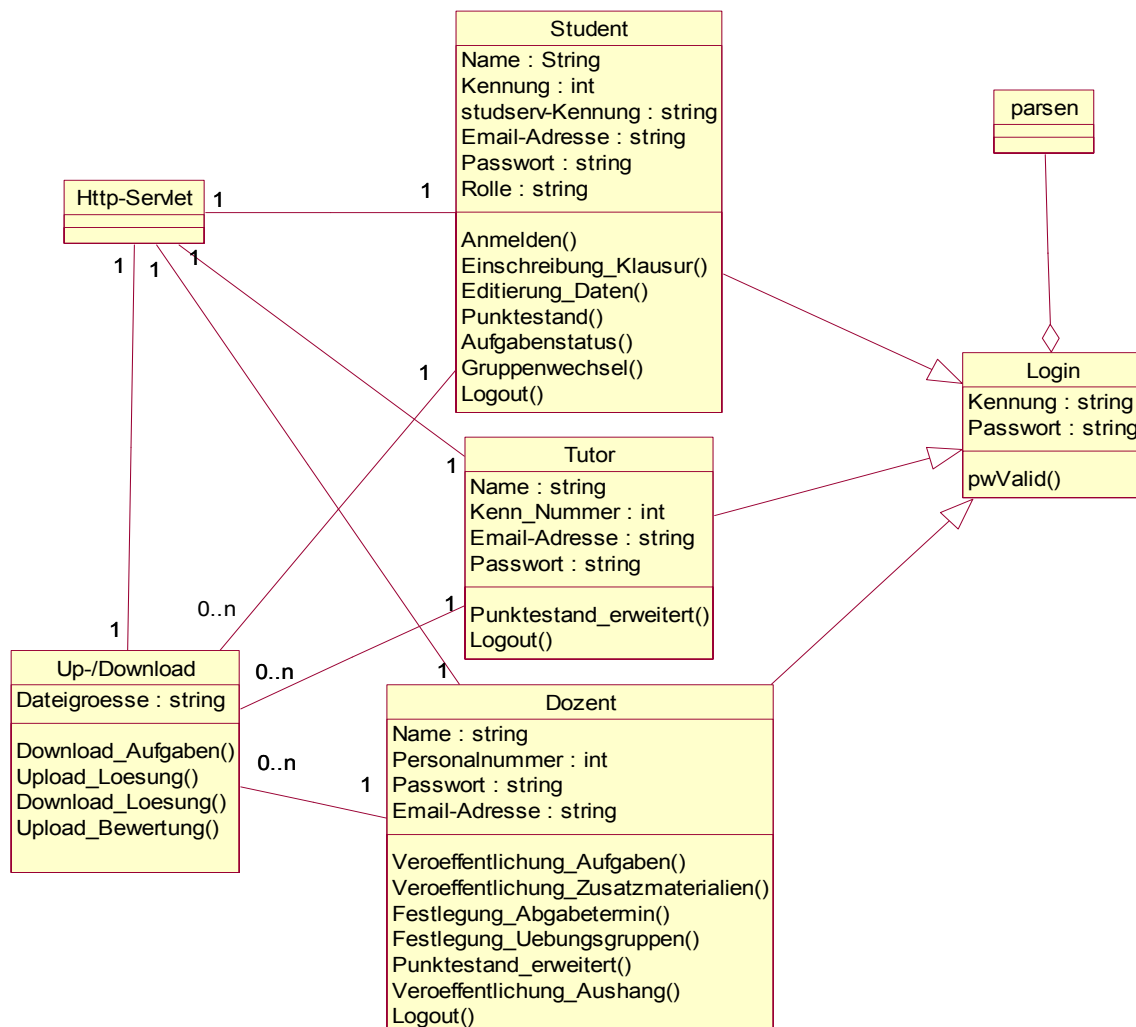 Student
Name : String
Kennung : int
studserv-Kennung : string
Email-Adresse : string
Passwort : string
Rolle : string
Anmelden()
Einschreibung_Klausur()
Editierung_Daten()
Punktestand()
Aufgabenstatus()
Gruppenwechsel()
Logout()
parsen
Http-Servlet
1
1
1
1
1
1
Login
Kennung : string
Passwort : string
pwValid()
Tutor
Name : string
Kenn_Nummer : int
Email-Adresse : string
Passwort : string
Punktestand_erweitert()
Logout()
1
1
0..n
1
0..n
1
0..n
1
Up-/Download
Dateigroesse : string
Download_Aufgaben()
Upload_Loesung()
Download_Loesung()
Upload_Bewertung()
Dozent
Name : string
Personalnummer : int
Passwort : string
Email-Adresse : string
Veroeffentlichung_Aufgaben()
Veroeffentlichung_Zusatzmaterialien()
Festlegung_Abgabetermin()
Festlegung_Uebungsgruppen()
Punktestand_erweitert()
Veroeffentlichung_Aushang()
Logout()